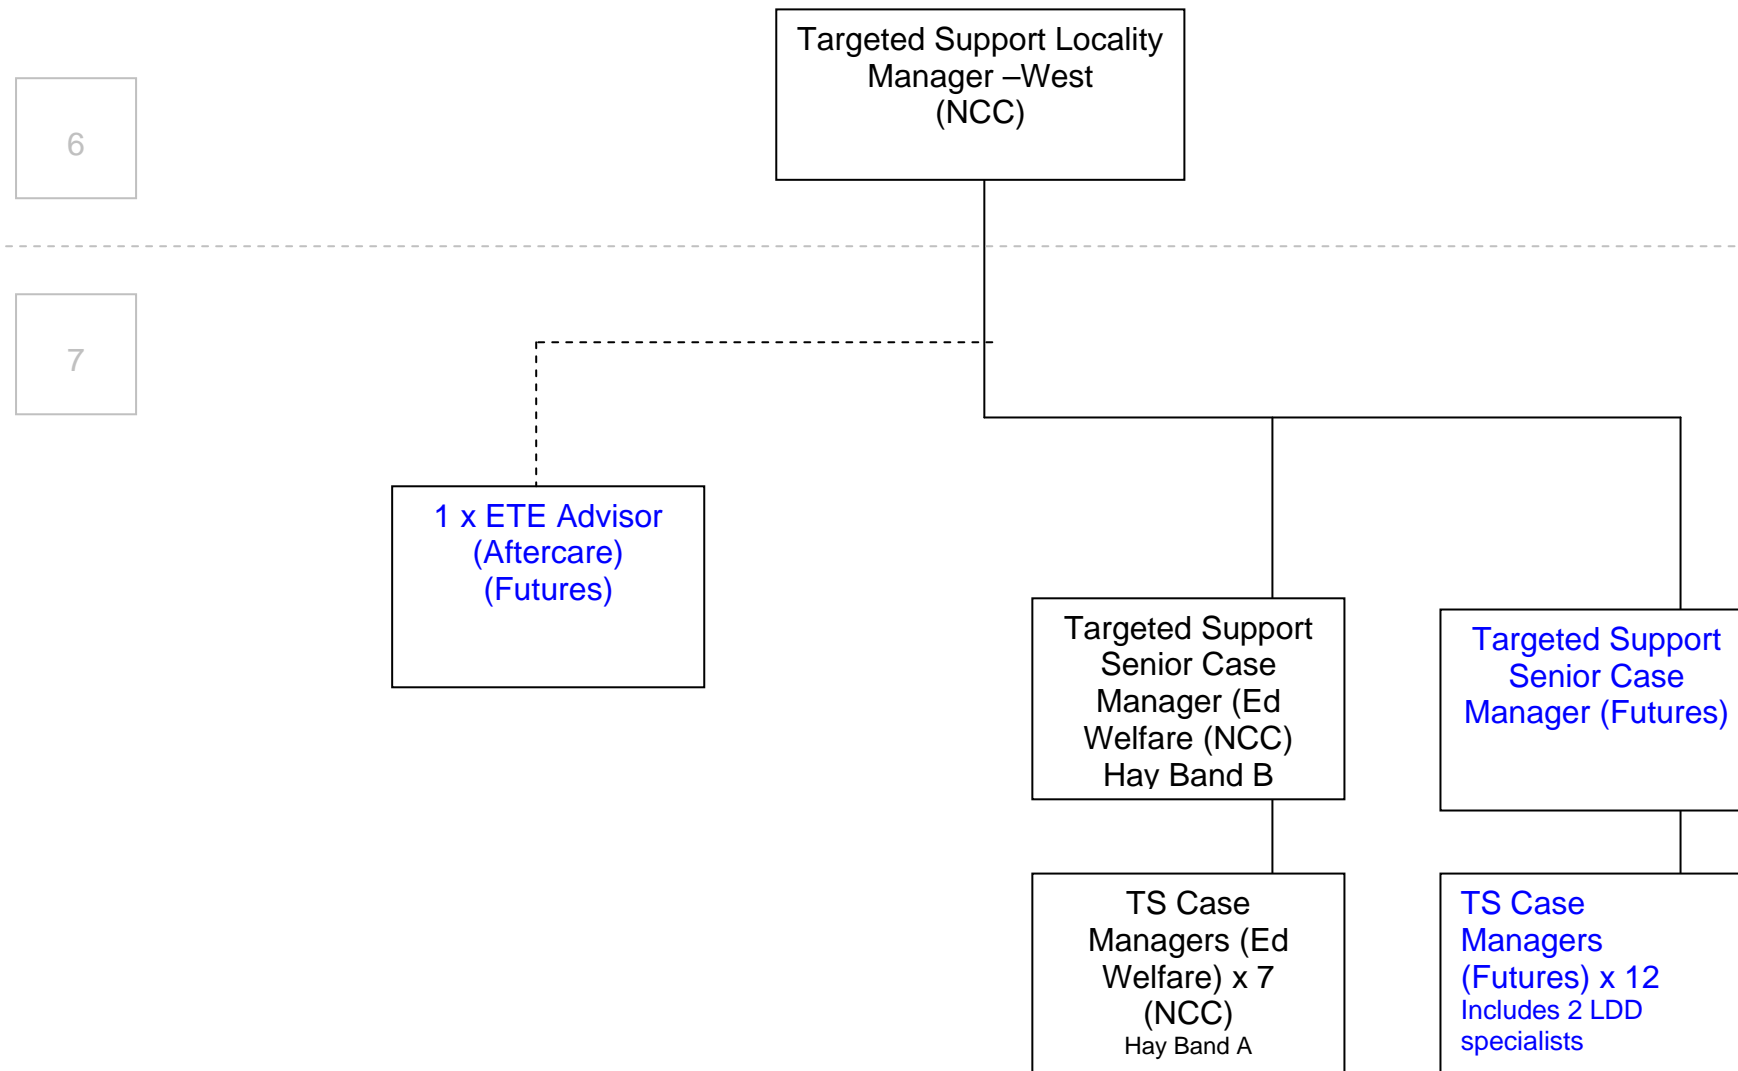 Targeted Support Locality
Manager –West
(NCC)
6
7
1 x ETE Advisor
(Aftercare)
(Futures)
Targeted Support
Senior Case
Manager (Ed
Welfare (NCC)
Hay Band B
Targeted Support
Senior Case
Manager (Futures)
TS Case
Managers (Ed
Welfare) x 7
(NCC)
Hay Band A
TS Case
Managers
(Futures) x 12
Includes 2 LDD
specialists